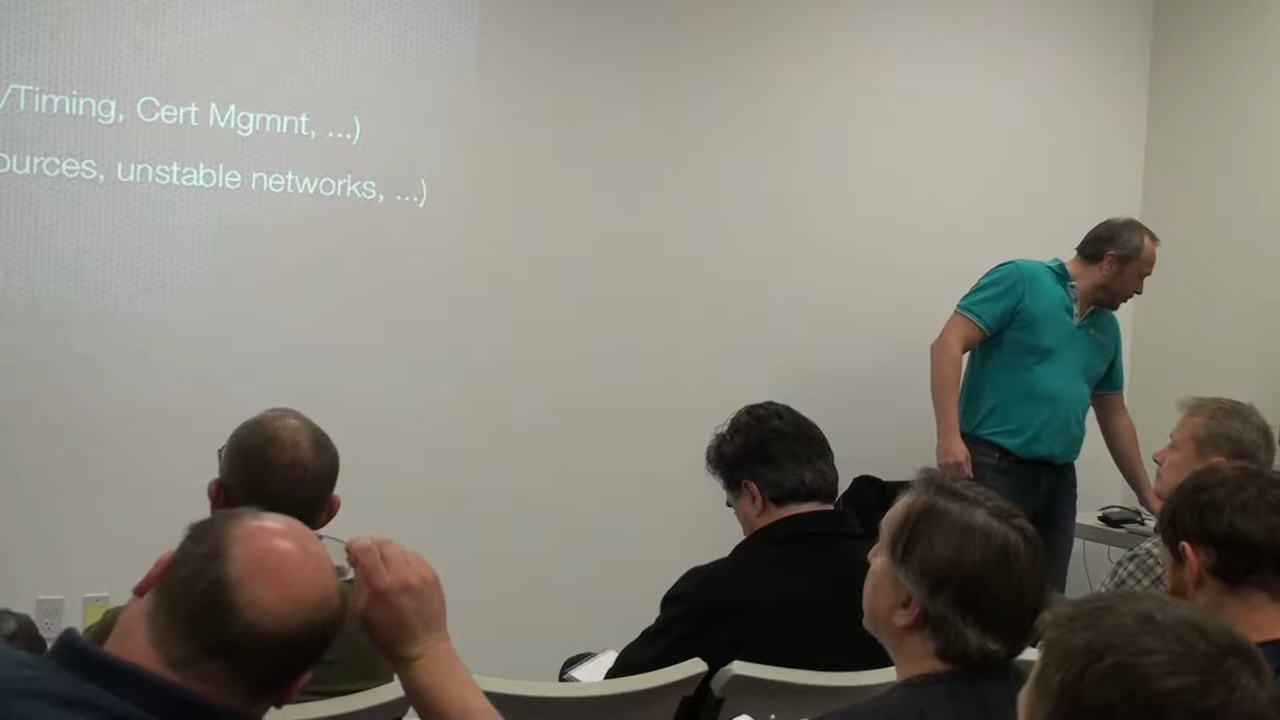 /Timing, Cert Mgmnt, ...)
ources, unstable networks, ...)